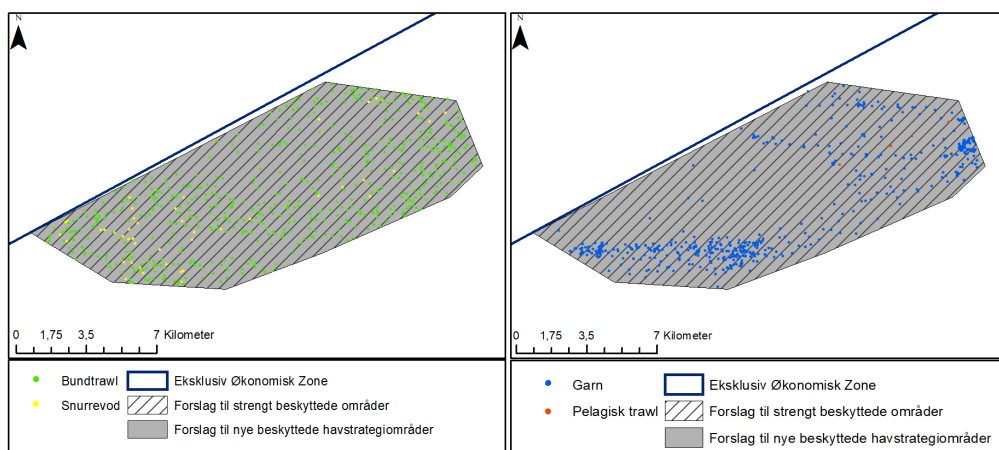 N
0 1,75 3,5 7 Kilometer
Bundtrawl
Snurrevod
Eksklusiv Økonomisk Zone
Forslag til strengt beskyttede områder
Forslag til nye beskyttede havstrategiområder
N
0 1,75 3,5 7 Kilometer
Garn
Pelagisk trawl
Eksklusiv Økonomisk Zone
Forslag til strengt beskyttede områder
Forslag til nye beskyttede havstrategiområder